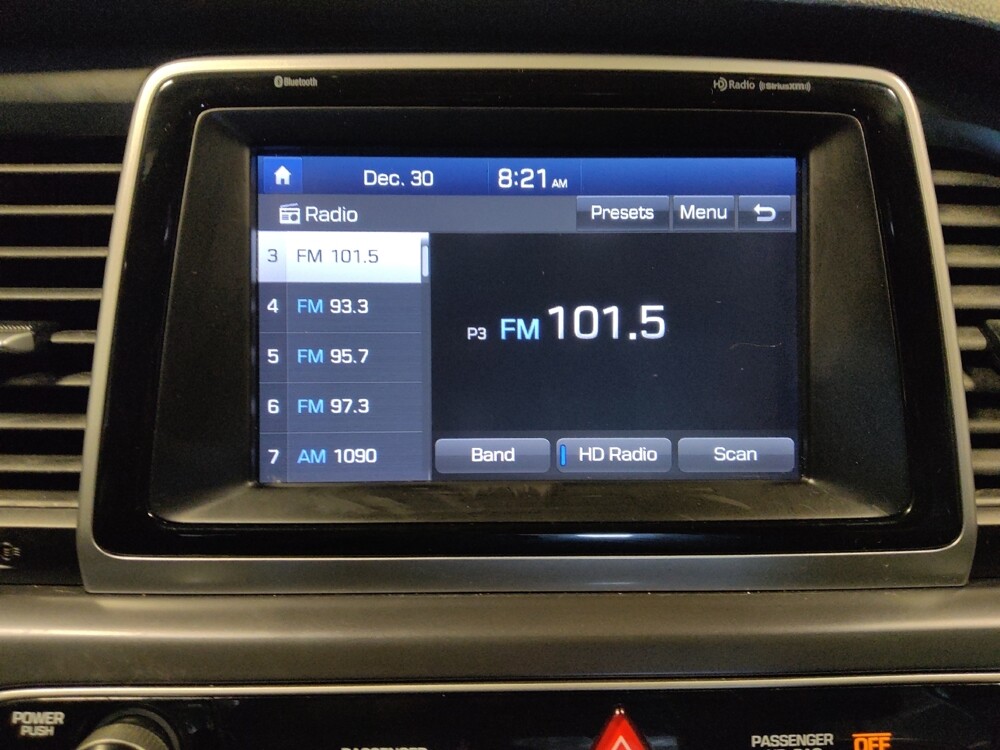 Bluetooth
HD Radio ((SiriusXM))
Dec. 30 8:21 AM
Radio Presets Menu
3 FM 101.5
4 FM 93.3
5 FM 95.7
6 FM 97.3
7 AM 1090
P3 FM 101.5
Band HD Radio Scan
POWER
PUSH
PASSENGER
PASSENGER
OFF